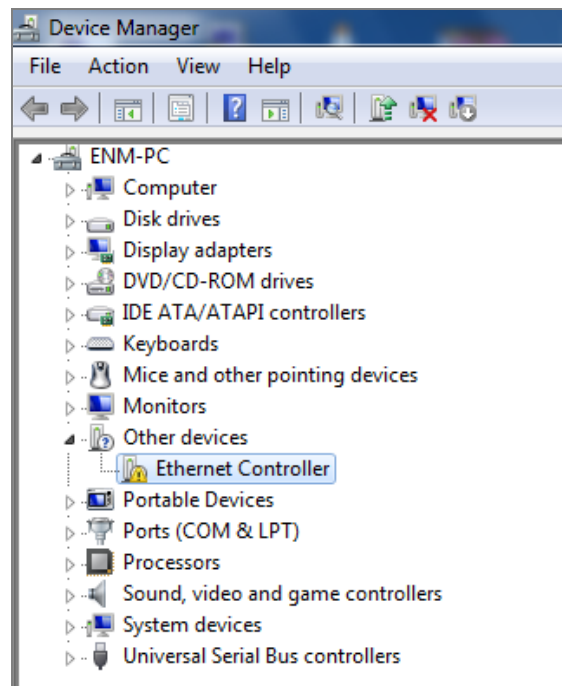 Device Manager
File Action View Help
ENM-PC
Computer
Disk drives
Display adapters
DVD/CD-ROM drives
IDE ATA/ATAPI controllers
Keyboards
Mice and other pointing devices
Monitors
Other devices
Ethernet Controller
Portable Devices
Ports (COM & LPT)
Processors
Sound, video and game controllers
System devices
Universal Serial Bus controllers